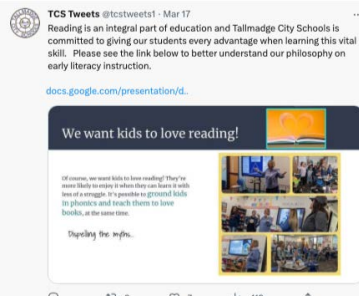 TCS Tweets @tcstweets1 · Mar 17
Reading is an integral part of education and Tallmadge City Schools is
committed to giving our students every advantage when learning this vital
skill. Please see the link below to better understand our philosophy on
early literacy instruction.
docs.google.com/presentation/d..
We want kids to love reading!
Of course, we want kids to love reading! They're
more likely to enjoy it when they can learn it with
less of a struggle. It's possible to ground kids
in phonics and teach them to love
books, at the same time.
Dispelling the myths...